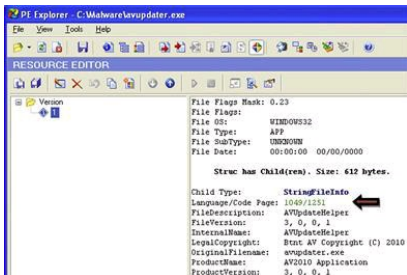 PE Explorer - C:\Malware\avupdater.exe
File View Tools Help
RESOURCE EDITOR
Version
1
File Flags Mask: 0.23
File Flags:
File OS: WINDOWS32
File Type: APP
File SubType: UNKNOWN
File Date: 00:00:00 00/00/0000
Struc has Child(ren). Size: 612 bytes.
Child Type: StringFileInfo
Language/Code Page: 1049/1251
FileDescription: AVUpdateHelper
FileVersion: 3, 0, 0, 1
InternalName: AVUpdateHelper
LegalCopyright: Btnt AV Copyright (C) 2010
OriginalFilename: avupdater.exe
ProductName: AV2010 Application
ProductVersion: 3, 0, 0, 1